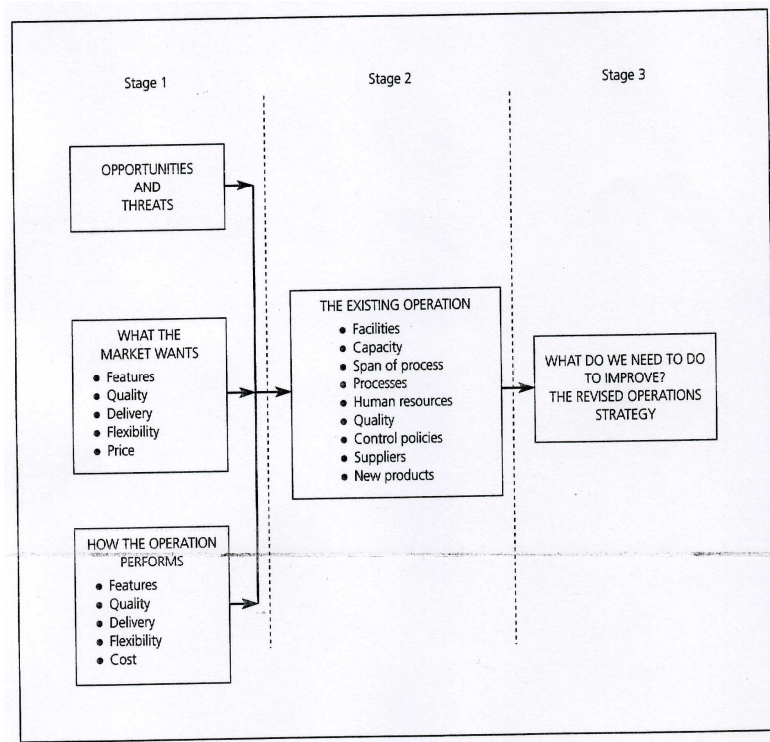 Stage 1
Stage 2
Stage 3
OPPORTUNITIES
AND
THREATS
WHAT THE
MARKET WANTS
• Features
• Quality
• Delivery
• Flexibility
• Price
HOW THE OPERATION
PERFORMS
• Features
• Quality
• Delivery
• Flexibility
• Cost
THE EXISTING OPERATION
• Facilities
• Capacity
• Span of process
• Processes
• Human resources
• Quality
• Control policies
• Suppliers
• New products
WHAT DO WE NEED TO DO
TO IMPROVE?
THE REVISED OPERATIONS
STRATEGY